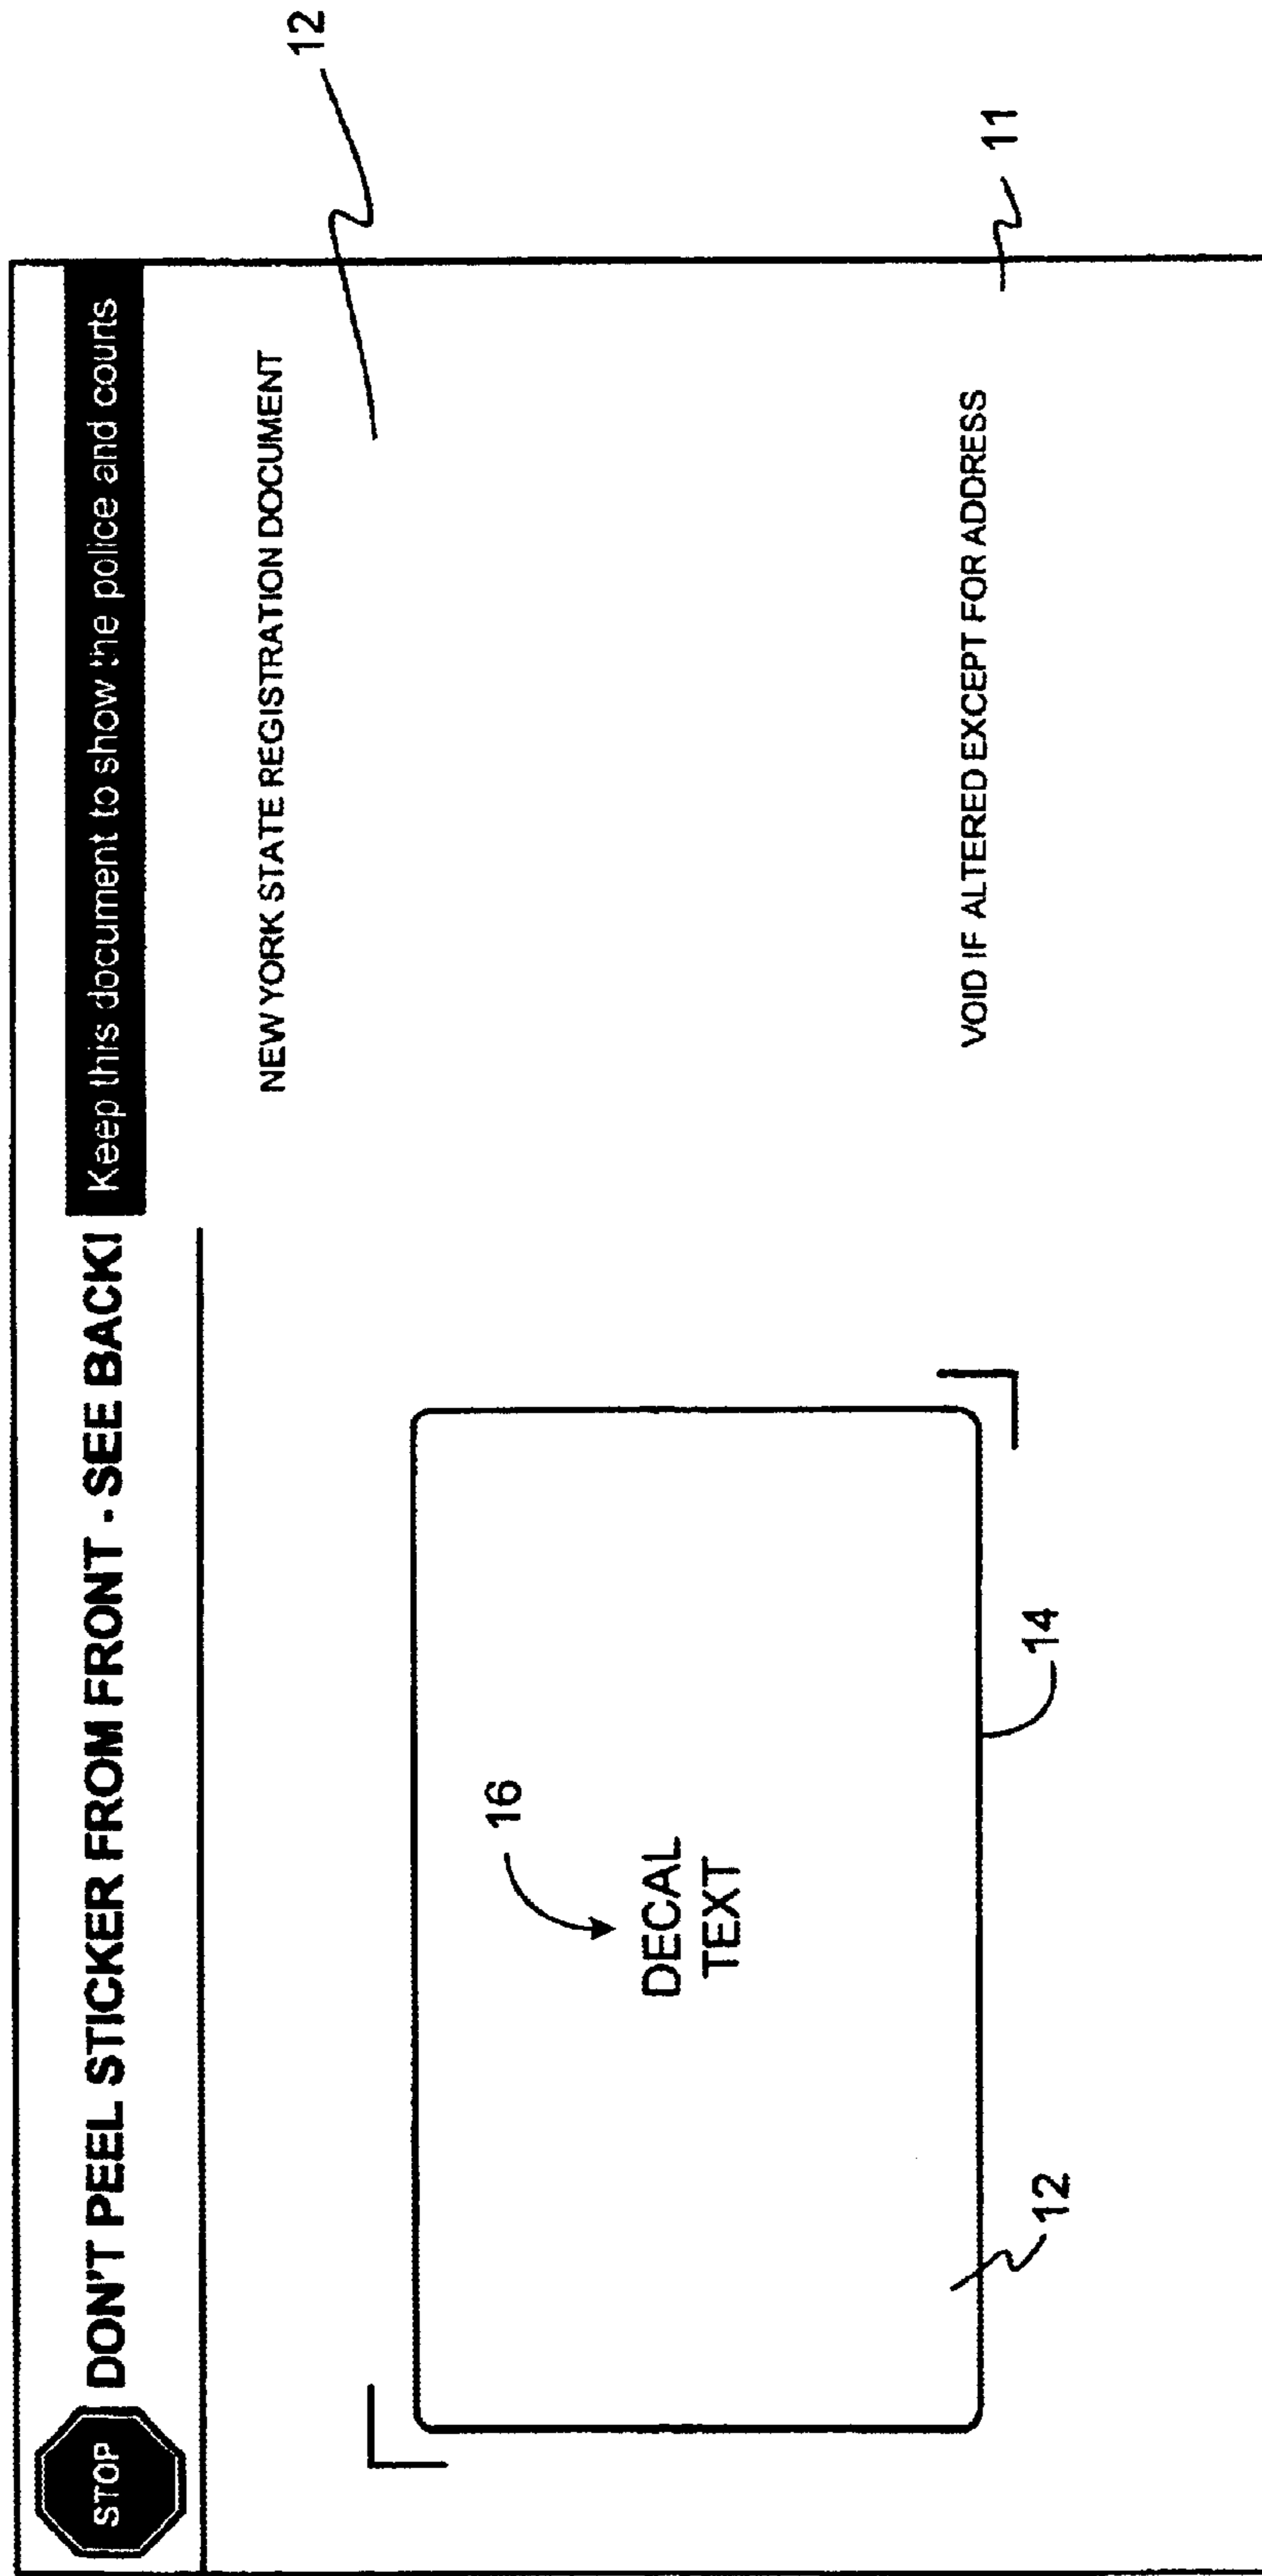 STOP DON'T PEEL STICKER FROM FRONT - SEE BACK! Keep this document to show the police and courts
12
NEW YORK STATE REGISTRATION DOCUMENT
16
DECAL
TEXT
VOID IF ALTERED EXCEPT FOR ADDRESS
11
12
14